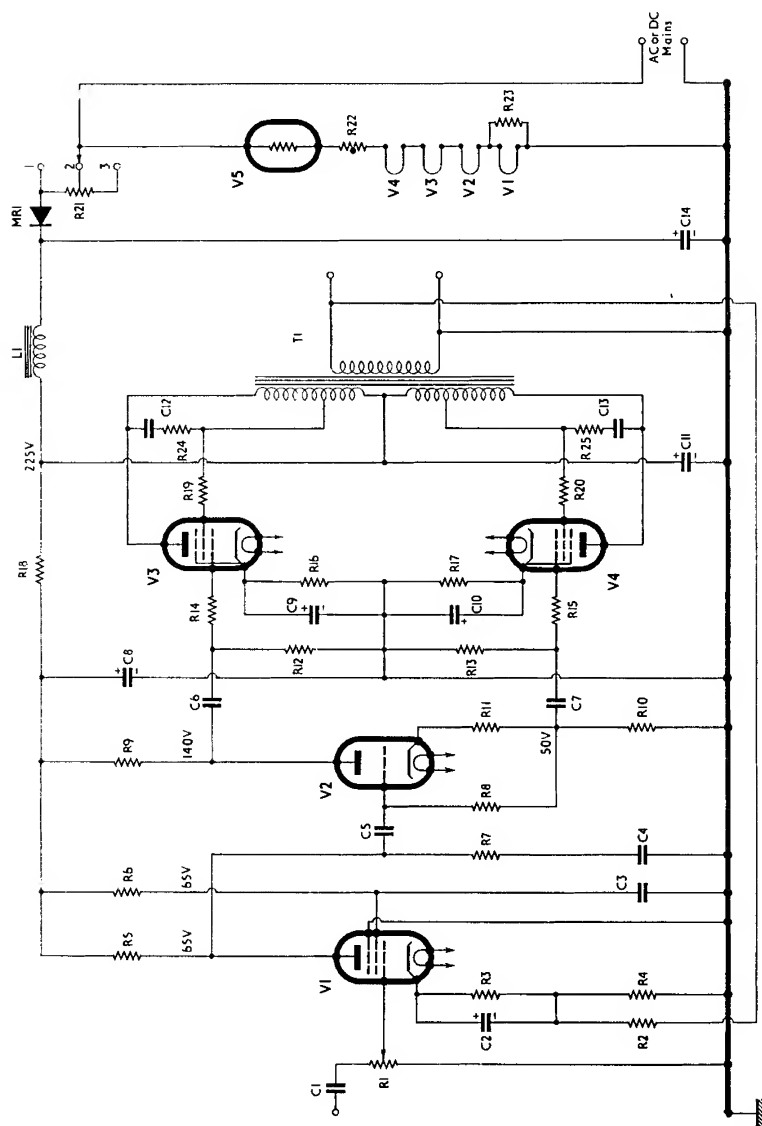 AC or DC
Mains
1
2
3
MR1
R21
V5
R22
V4
V3
V2
V1
R23
C14
L1
T1
225V
R18
C12
R24
R19
V3
R16
R14
C9
+
-
R12
C6
C8
+
-
R9
140V
V2
C5
R8
R11
50V
R10
C7
R13
C10
+
R17
R15
V4
R20
R25
C13
C11
+
-
R6
65V
R5
65V
R7
C4
C3
V1
R3
C2
+
-
R4
R2
C1
R1